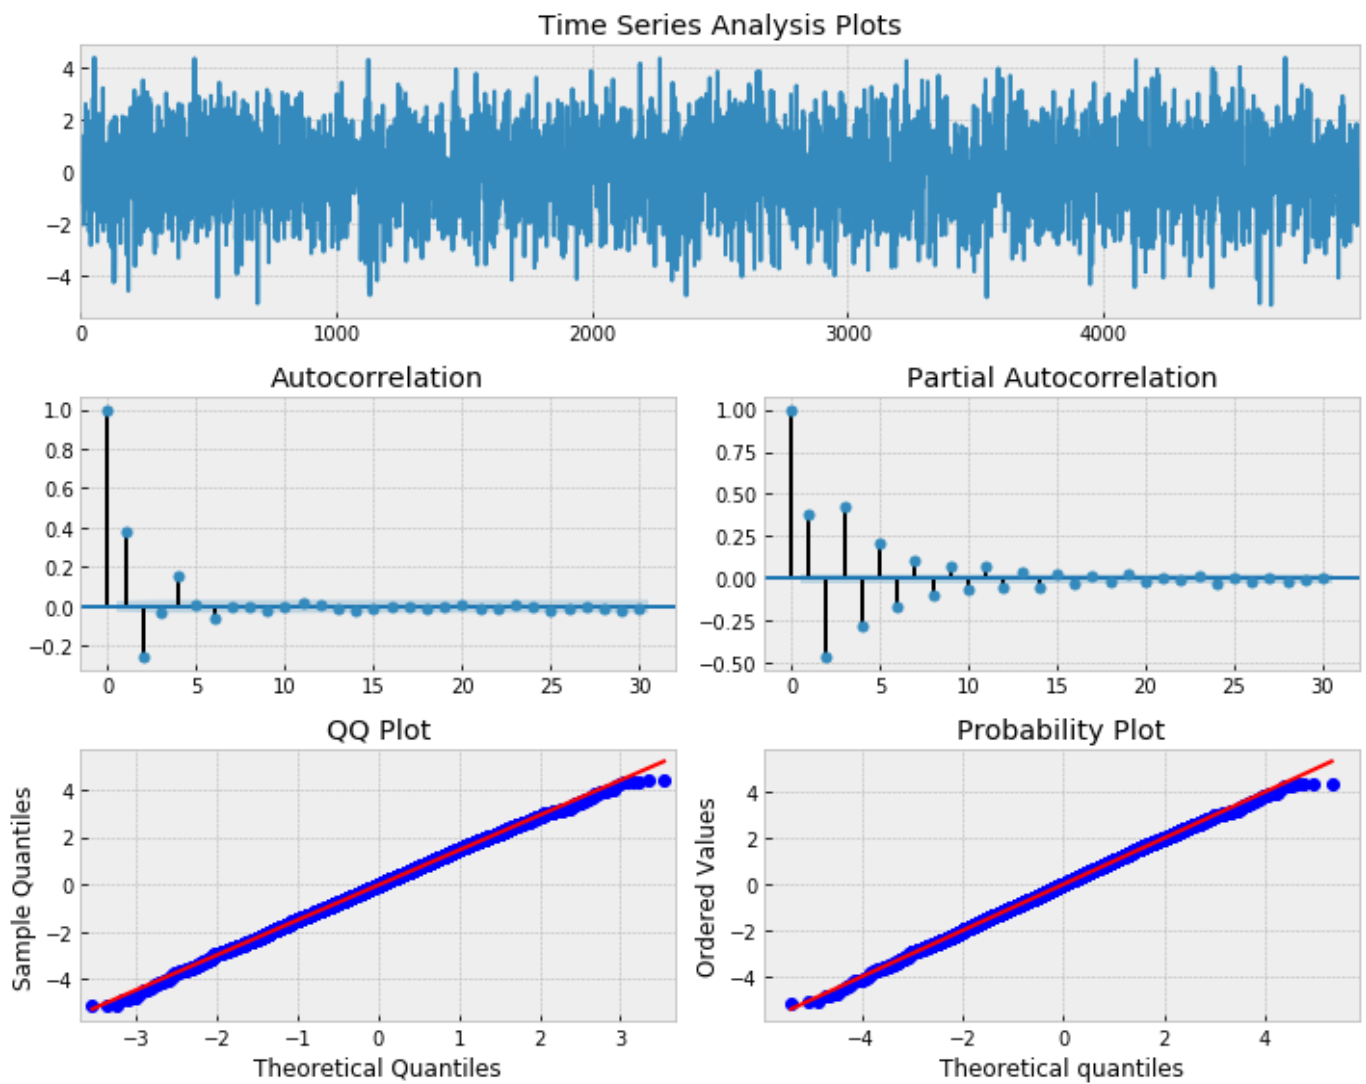 Time Series Analysis Plots
4
2
0
−2
−4
0 1000 2000 3000 4000
Autocorrelation
1.0
0.8
0.6
0.4
0.2
0.0
−0.2
0 5 10 15 20 25 30
Partial Autocorrelation
1.00
0.75
0.50
0.25
0.00
−0.25
−0.50
0 5 10 15 20 25 30
QQ Plot
Sample Quantiles
4
2
0
−2
−4
−3 −2 −1 0 1 2 3
Theoretical Quantiles
Probability Plot
Ordered Values
4
2
0
−2
−4
−4 −2 0 2 4
Theoretical quantiles